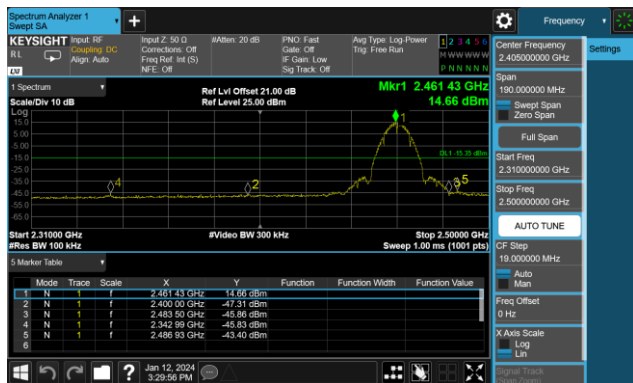 Spectrum Analyzer 1
Swept SA
+
Frequency
KEYSIGHT
RL
LXI
Input: RF
Coupling: DC
Align: Auto
Input Z: 50 Ω
Corrections: Off
Freq Ref: Int (S)
NFE: Off
#Atten: 20 dB
PNO: Fast
Gate: Off
IF Gain: Low
Sig Track: Off
Avg Type: Log-Power
Trig: Free Run
1 2 3 4 5 6
M W W W W W
P N N N N N
Center Frequency
2.405000000 GHz
Settings
Span
190.000000 MHz
Swept Span
Zero Span
Full Span
Start Freq
2.310000000 GHz
Stop Freq
2.500000000 GHz
AUTO TUNE
CF Step
19.000000 MHz
Auto
Man
Freq Offset
0 Hz
X Axis Scale
Log
Lin
Signal Track
(Span Zoom)
1 Spectrum
Scale/Div 10 dB
Ref Lvl Offset 21.00 dB
Ref Level 25.00 dBm
Mkr1 2.461 43 GHz
14.66 dBm
Log
15.0
5.00
-5.00
-15.0
-25.0
-35.0
-45.0
-55.0
-65.0
1
DL1 -15.35 dBm
4
2
3
5
Start 2.31000 GHz
#Res BW 100 kHz
#Video BW 300 kHz
Stop 2.50000 GHz
Sweep 1.00 ms (1001 pts)
5 Marker Table
Mode Trace Scale X Y Function Function Width Function Value
1 N 1 f 2.461 43 GHz 14.66 dBm
2 N 1 f 2.400 00 GHz -47.31 dBm
3 N 1 f 2.483 50 GHz -45.86 dBm
4 N 1 f 2.342 99 GHz -45.83 dBm
5 N 1 f 2.486 93 GHz -43.40 dBm
6
?
Jan 12, 2024
3:29:56 PM